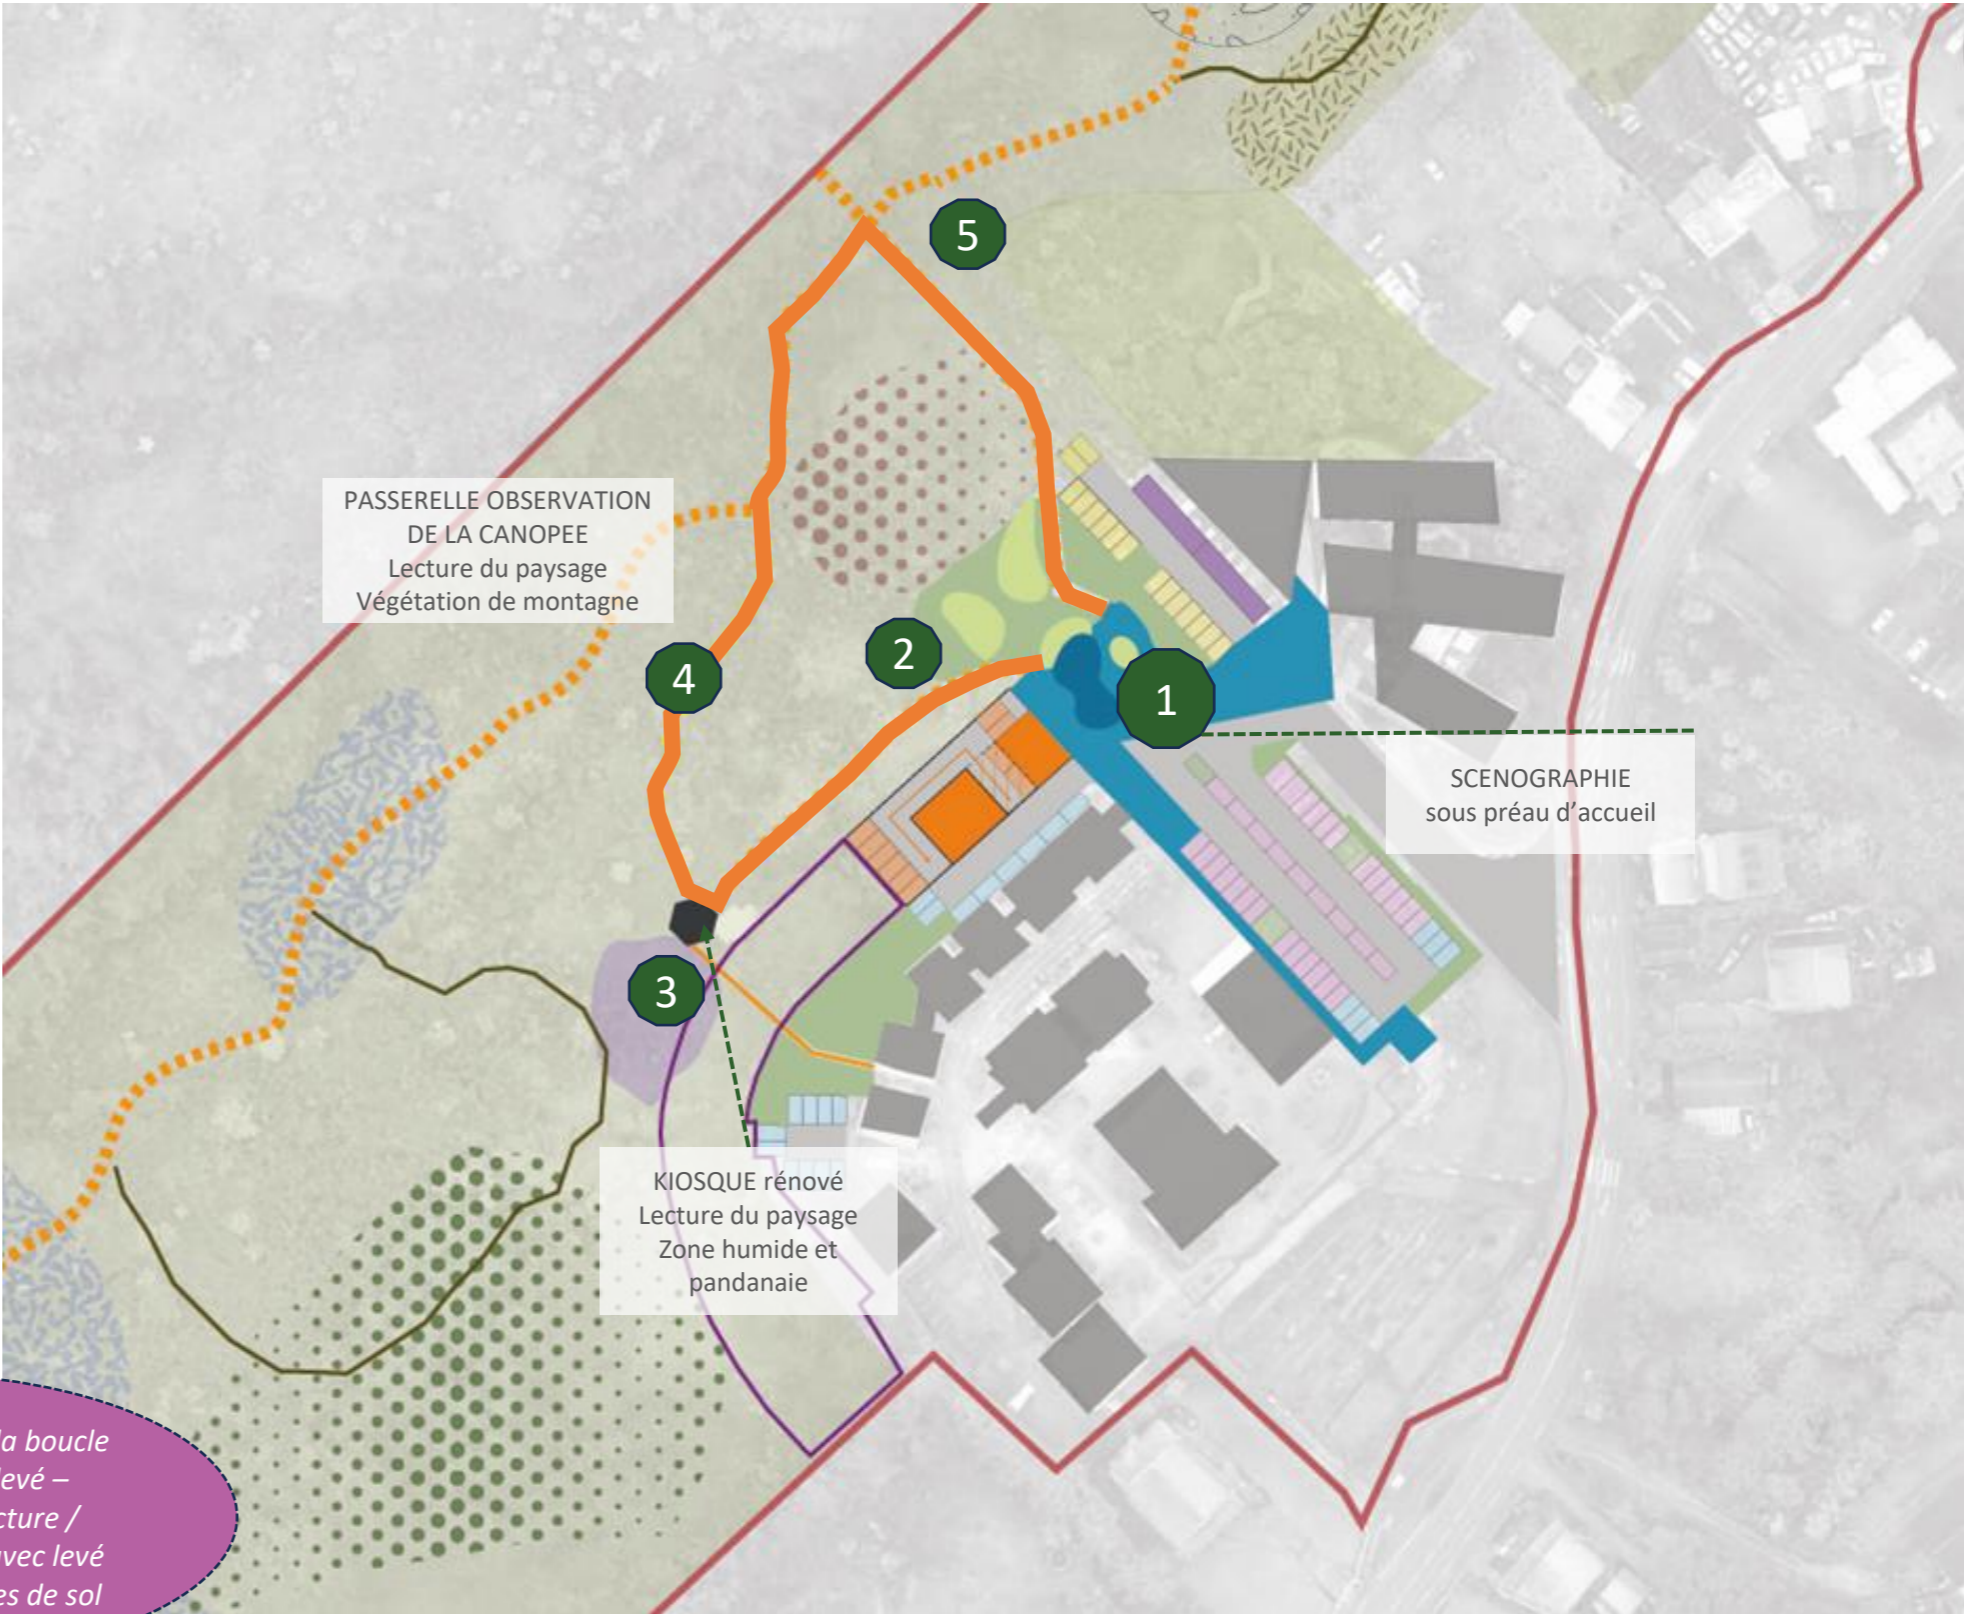 5
PASSERELLE OBSERVATION
DE LA CANOPEE
Lecture du paysage
Végétation de montagne
2
4
1
SCENOGRAPHIE
sous préau d'accueil
3
KIOSQUE rénové
Lecture du paysage
Zone humide et
pandanaie
la boucle
levé –
cture /
avec levé
es de sol